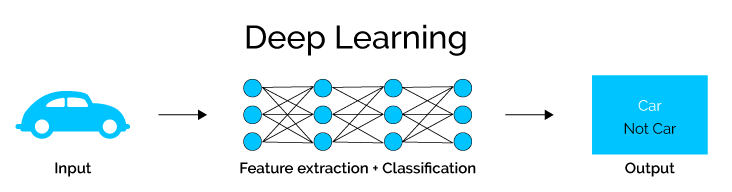 Deep Learning
Car
Not Car
Input
Feature extraction + Classification
Output